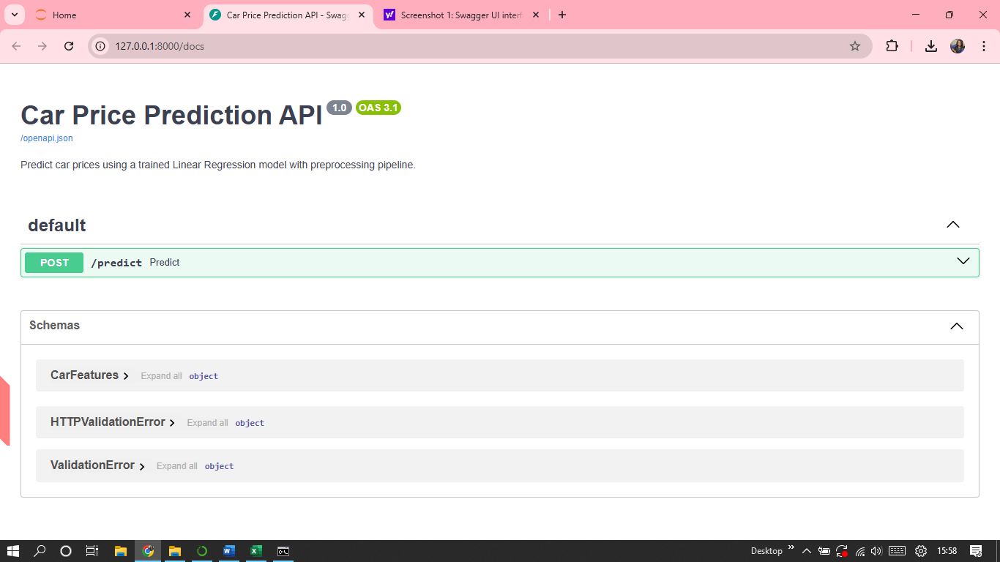 Home
Car Price Prediction API - Swag
Screenshot 1: Swagger UI interf
127.0.0.1:8000/docs
Car Price Prediction API 1.0 OAS 3.1
/openapi.json
Predict car prices using a trained Linear Regression model with preprocessing pipeline.
default
POST /predict Predict
Schemas
CarFeatures Expand all object
HTTPValidationError Expand all object
ValidationError Expand all object
Desktop 15:58